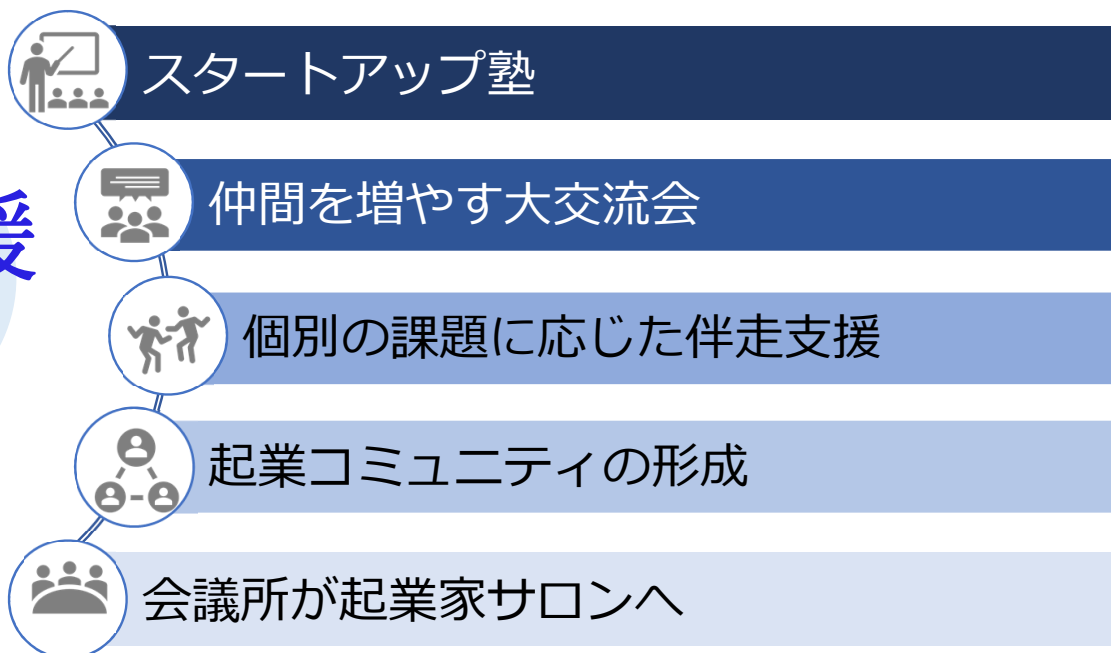 スタートアップ塾
仲間を増やす大交流会
援
個別の課題に応じた伴走支援
起業コミュニティの形成
会議所が起業家サロンへ